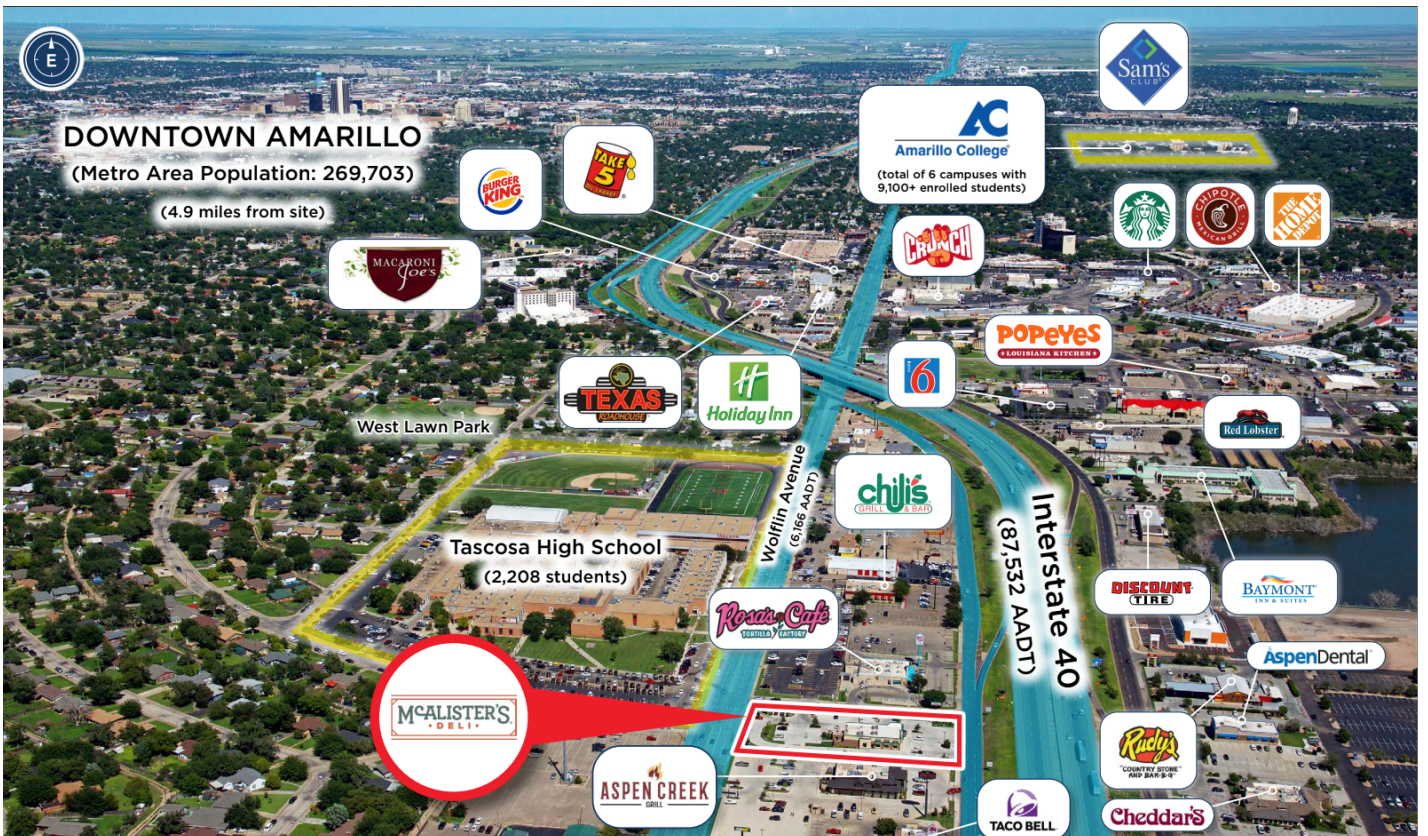 E
DOWNTOWN AMARILLO
(Metro Area Population: 269,703)
(4.9 miles from site)
Sam's
CLUB
AC
Amarillo College
(total of 6 campuses with
9,100+ enrolled students)
BURGER
KING
TAKE
5
OIL CHANGE
MACARONI
Joe's
CRUNCH
CHIPOTLE
MEXICAN GRILL
THE
HOME
DEPOT
POPEYES
LOUISIANA KITCHEN
TEXAS
ROADHOUSE
H
Holiday Inn
6
Red Lobster
West Lawn Park
Wolflin Avenue
(6,166 AADT)
chili's
GRILL & BAR
Interstate 40
(87,532 AADT)
Tascosa High School
(2,208 students)
DISCOUNT
TIRE
BAYMONT
INN & SUITES
Rosa's Café
TORTILLA FACTORY
AspenDental
McALISTER'S
DELI
Rudy's
"COUNTRY STORE"
AND BAR-B-Q
ASPEN CREEK
GRILL
TACO BELL
CheddaR'S